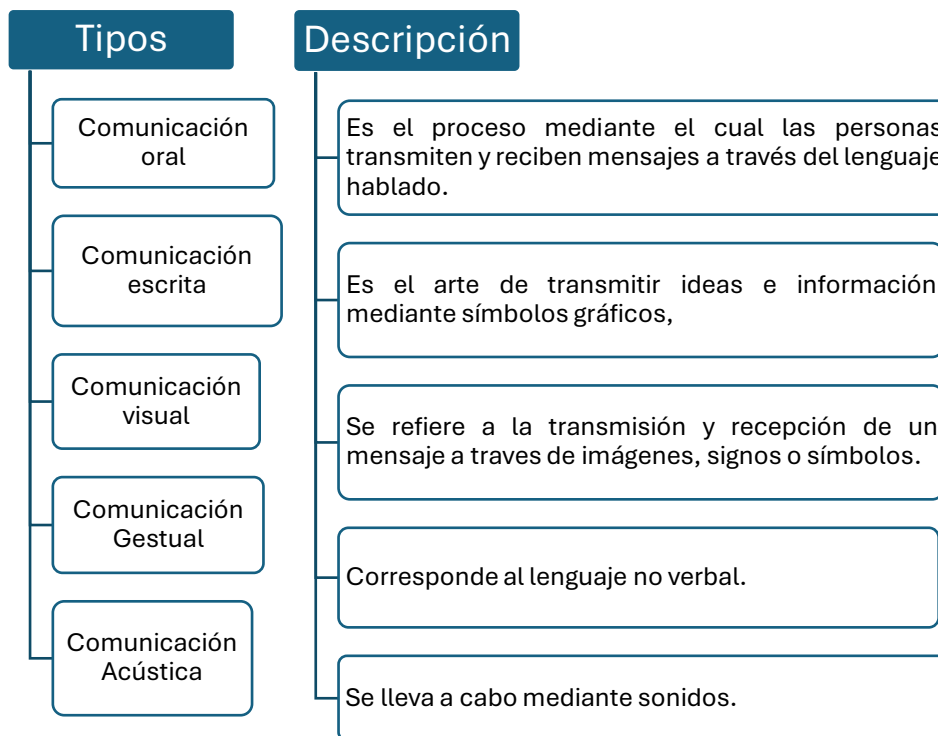 Tipos
Descripción
Comunicación
oral
Es el proceso mediante el cual las personas
transmiten y reciben mensajes a través del lenguaje
hablado.
Comunicación
escrita
Es el arte de transmitir ideas e información
mediante símbolos gráficos,
Comunicación
visual
Se refiere a la transmisión y recepción de un
mensaje a traves de imágenes, signos o símbolos.
Comunicación
Gestual
Corresponde al lenguaje no verbal.
Comunicación
Acústica
Se lleva a cabo mediante sonidos.